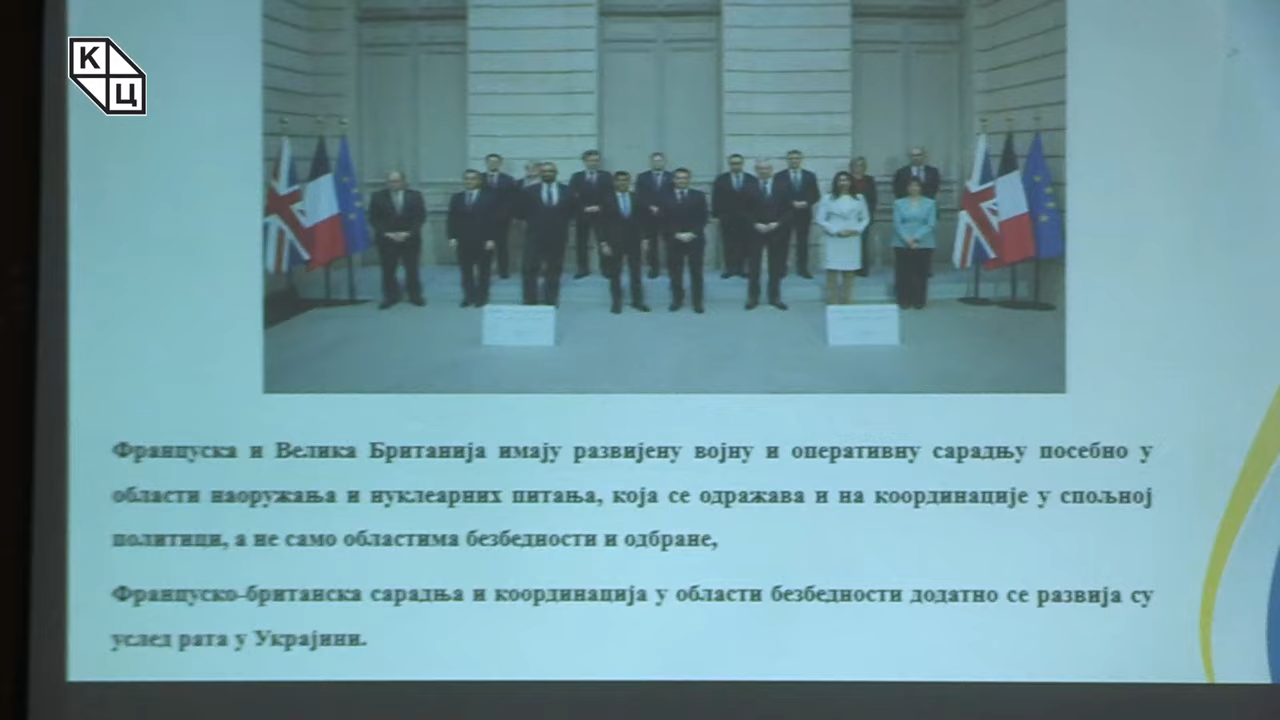 К
Ц
Француска и Велика Британија имају развијену војну и оперативну сарадњу посебно у
области наоружања и нуклеарних питања, која се одражава и на координације у спољној
политици, а не само областима безбедности и одбране,
Француско-британска сарадња и координација у области безбедности додатно се развија су
услед рата у Украјини.